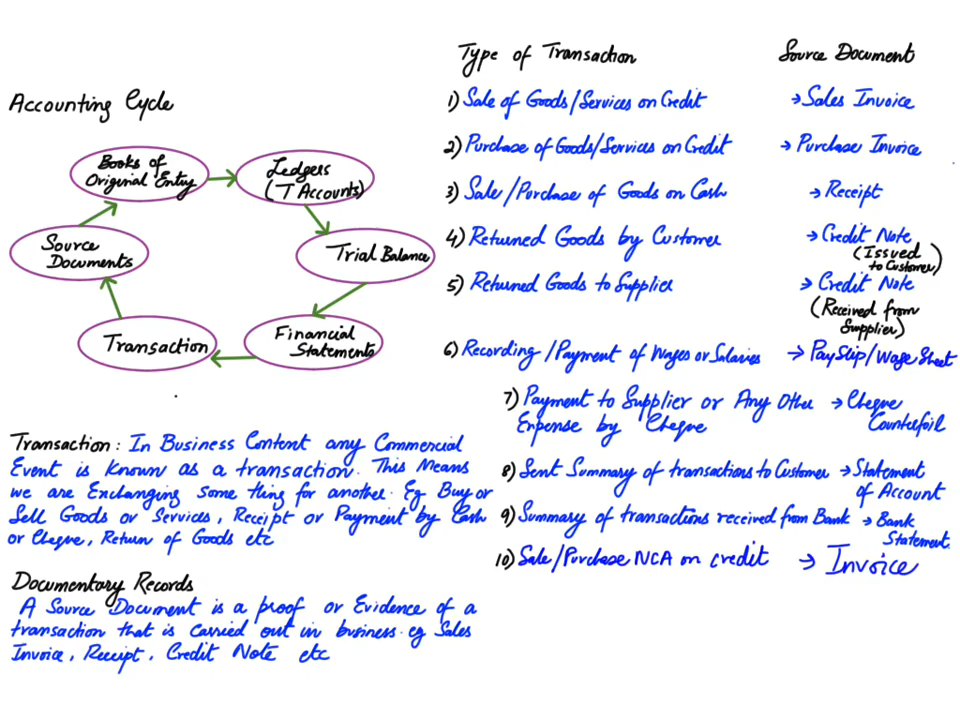 Accounting Cycle
Books of
Original Entry
Ledgers
(T Accounts)
Trial Balance
Financial
Statements
Transaction
Source
Documents
Transaction: In Business Content any Commercial
Event is known as a transaction. This Means
we are Exchanging some thing for another. Eg Buy or
Sell Goods or Services, Receipt or Payment by Cash
or Cheque, Return of Goods etc
Documentary Records
A Source Document is a proof or Evidence of a
transaction that is carried out in business. eg Sales
Invoice, Receipt, Credit Note etc
Type of Transaction Source Document
1) Sale of Goods/Services on Credit → Sales Invoice
2) Purchase of Goods/Services on Credit → Purchase Invoice
3) Sale/Purchase of Goods on Cash → Receipt
4) Returned Goods by Customer → Credit Note
(Issued
to Customer)
5) Returned Goods to Supplier → Credit Note
(Received from
Supplier)
6) Recording/Payment of Wages or Salaries → Payslip/Wage Sheet
7) Payment to Supplier or Any Other → Cheque
Expense by Cheque Counterfoil
8) Sent Summary of transactions to Customer → Statement
of Account
9) Summary of transactions received from Bank → Bank
Statement.
10) Sale/Purchase NCA on credit → Invoice